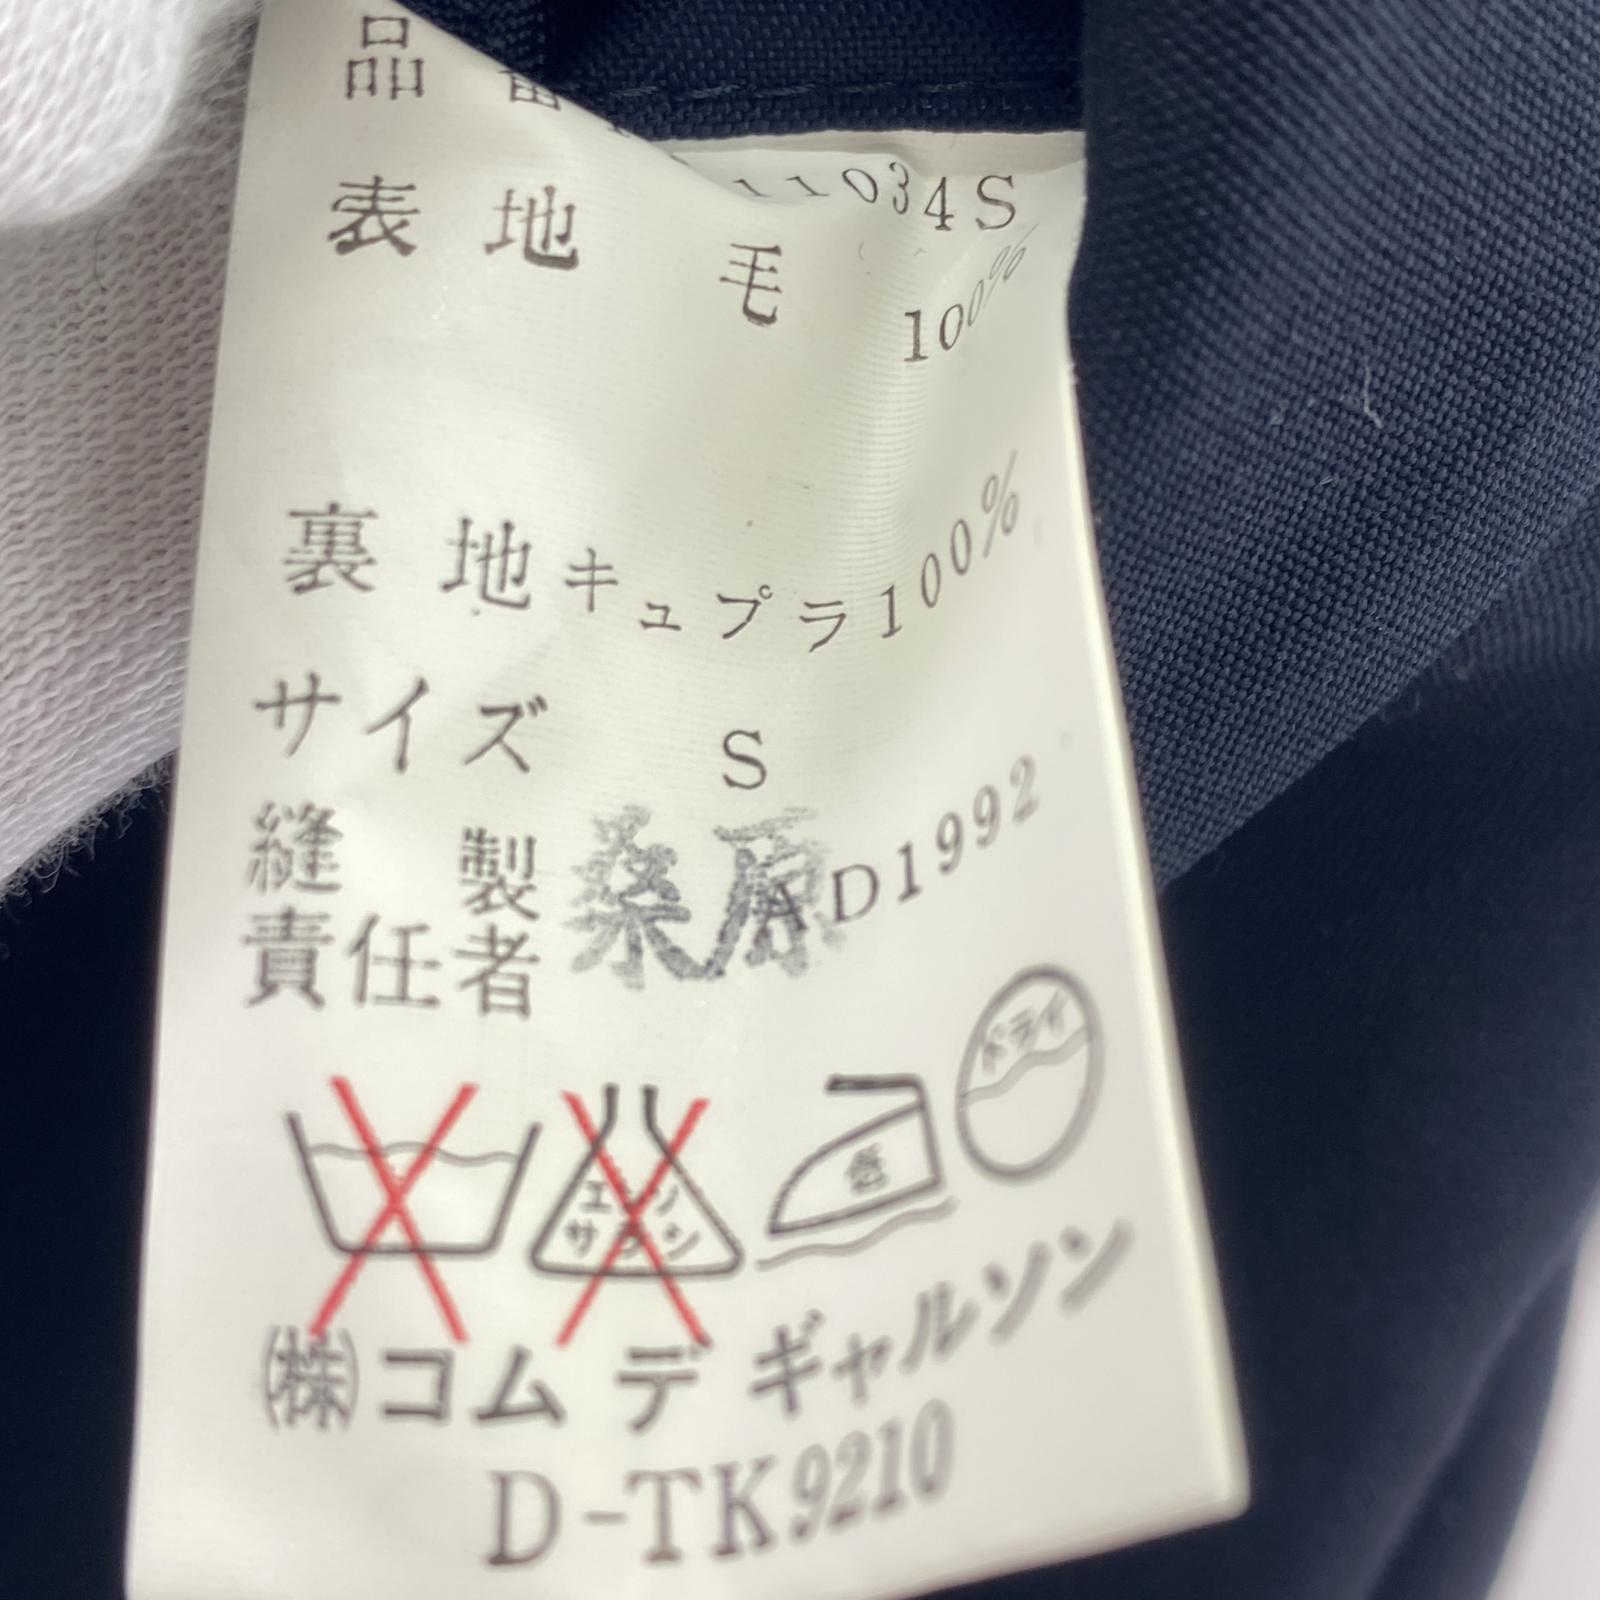 品番
11034S
表地 毛 100%
裏地 キュプラ100%
サイズ S
縫製 桑原 AD1992
責任者
ドライ
エンソ
サラシ
低
㈱コム デ ギャルソン
D-TK9210